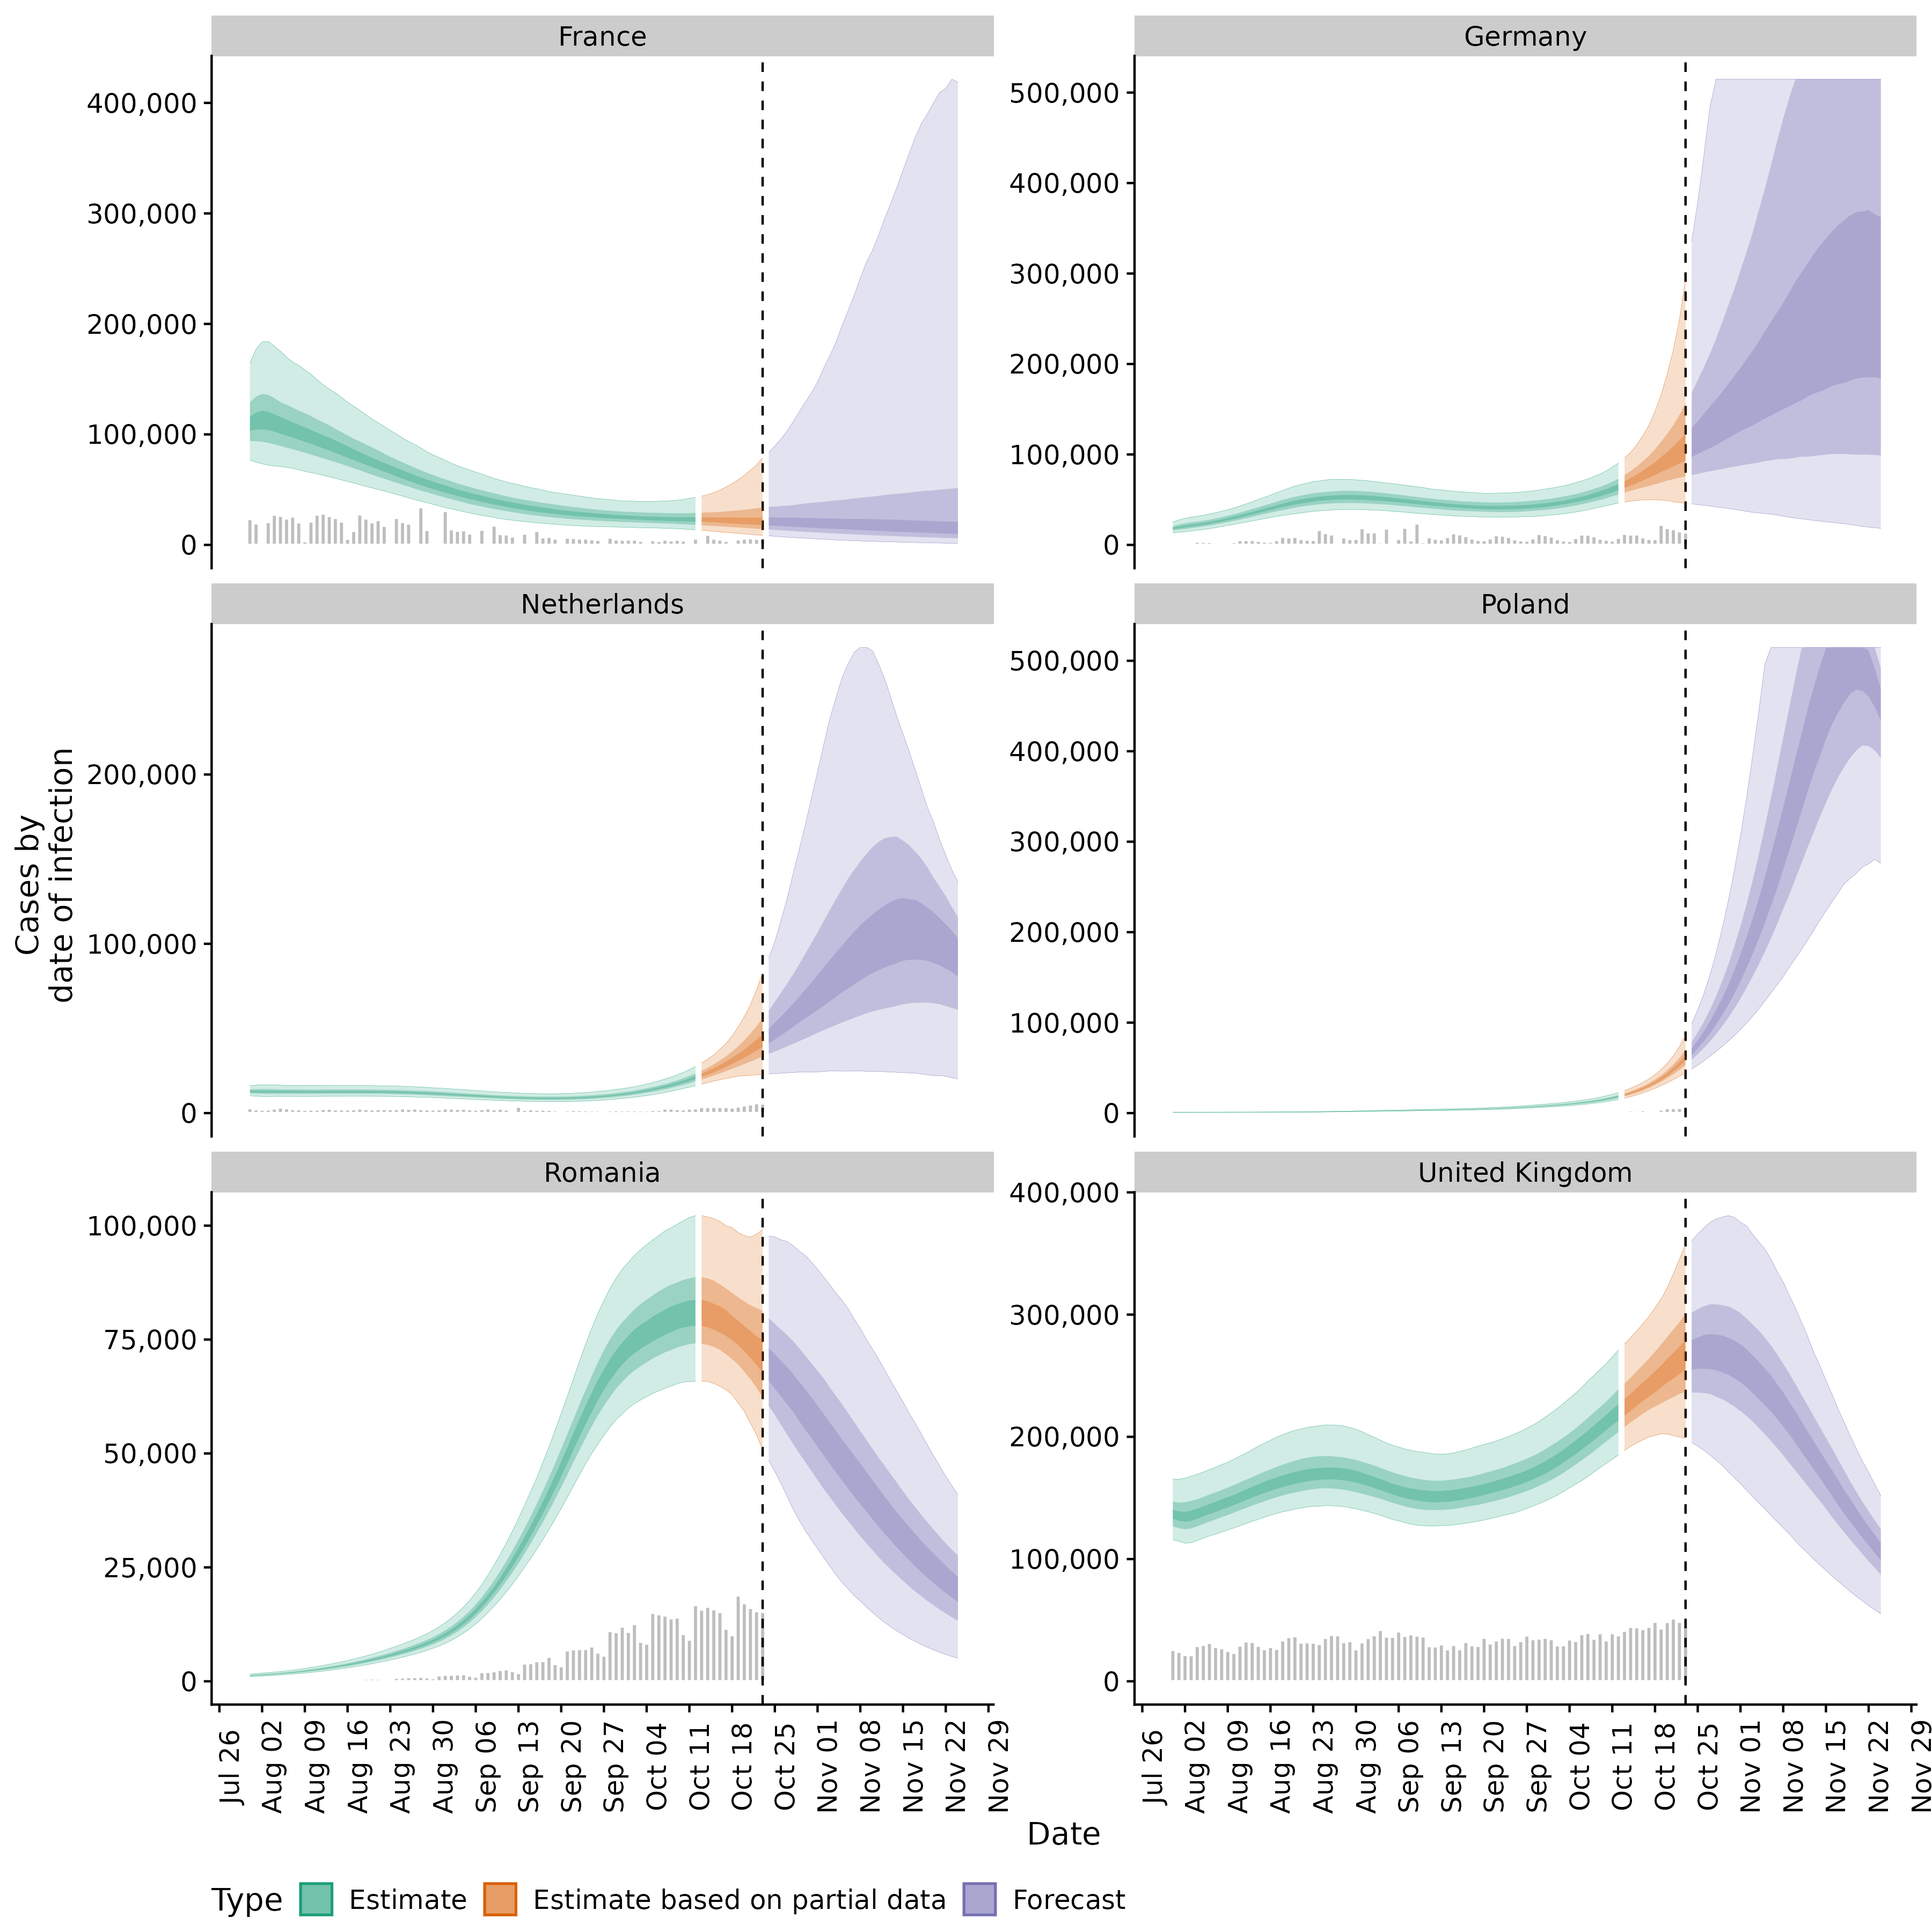 France
Germany
400,000
300,000
200,000
100,000
0
500,000
400,000
300,000
200,000
100,000
0
Netherlands
Poland
200,000
100,000
0
500,000
400,000
300,000
200,000
100,000
0
Romania
United Kingdom
100,000
75,000
50,000
25,000
0
400,000
300,000
200,000
100,000
0
Cases by
date of infection
Jul 26
Aug 02
Aug 09
Aug 16
Aug 23
Aug 30
Sep 06
Sep 13
Sep 20
Sep 27
Oct 04
Oct 11
Oct 18
Oct 25
Nov 01
Nov 08
Nov 15
Nov 22
Nov 29
Jul 26
Aug 02
Aug 09
Aug 16
Aug 23
Aug 30
Sep 06
Sep 13
Sep 20
Sep 27
Oct 04
Oct 11
Oct 18
Oct 25
Nov 01
Nov 08
Nov 15
Nov 22
Nov 29
Date
Type Estimate Estimate based on partial data Forecast